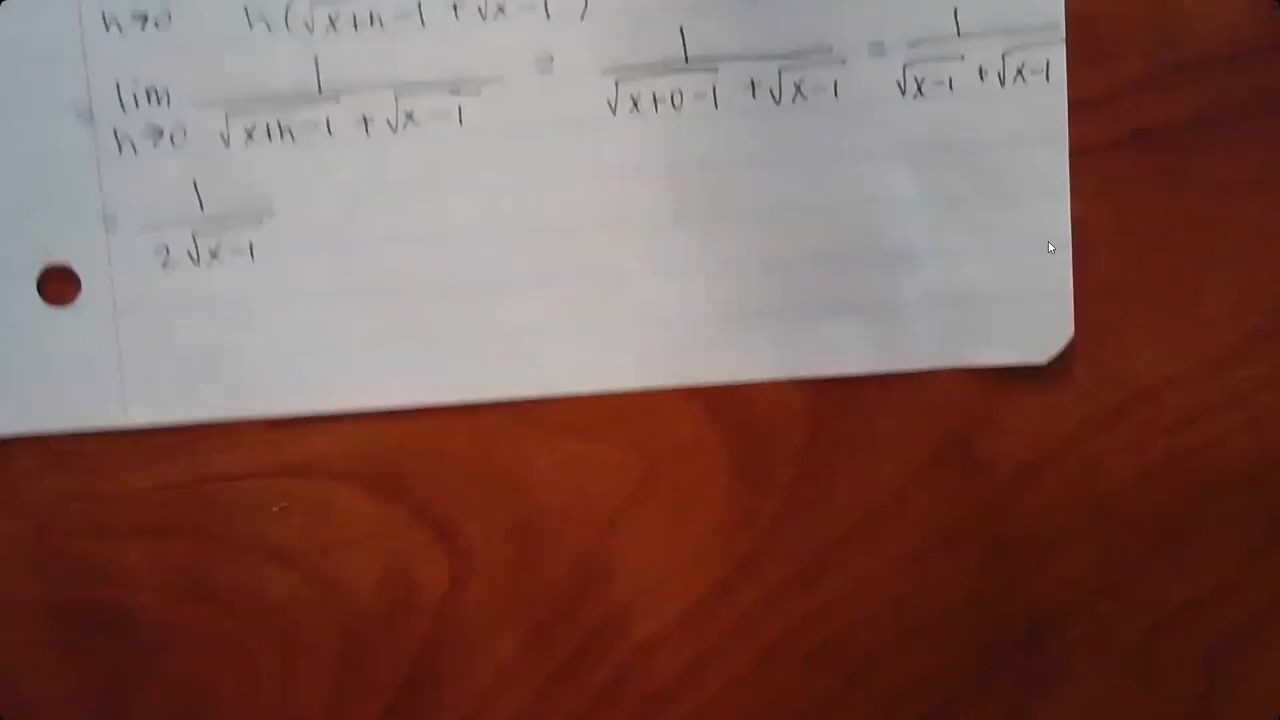 h→0 h(√x+h-1 + √x-1)
lim h→0 1/(√x+h-1 + √x-1) = 1/(√x+0-1 + √x-1) = 1/(√x-1 + √x-1)
= 1/(2√x-1)